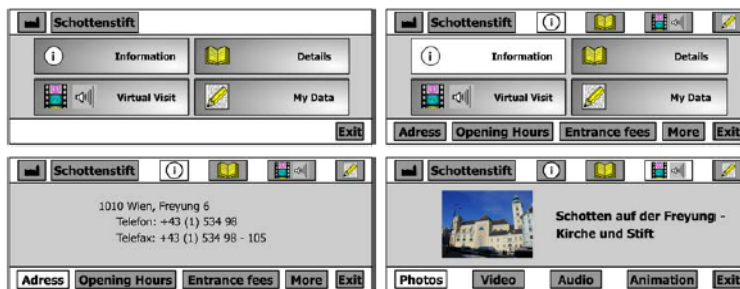 Schottenstift
Information Details
Virtual Visit My Data
Exit
Schottenstift
Information Details
Virtual Visit My Data
Adress Opening Hours Entrance fees More Exit
Schottenstift
1010 Wien, Freyung 6
Telefon: +43 (1) 534 98
Telefax: +43 (1) 534 98 - 105
Adress Opening Hours Entrance fees More Exit
Schottenstift
Schotten auf der Freyung -
Kirche und Stift
Photos Video Audio Animation Exit